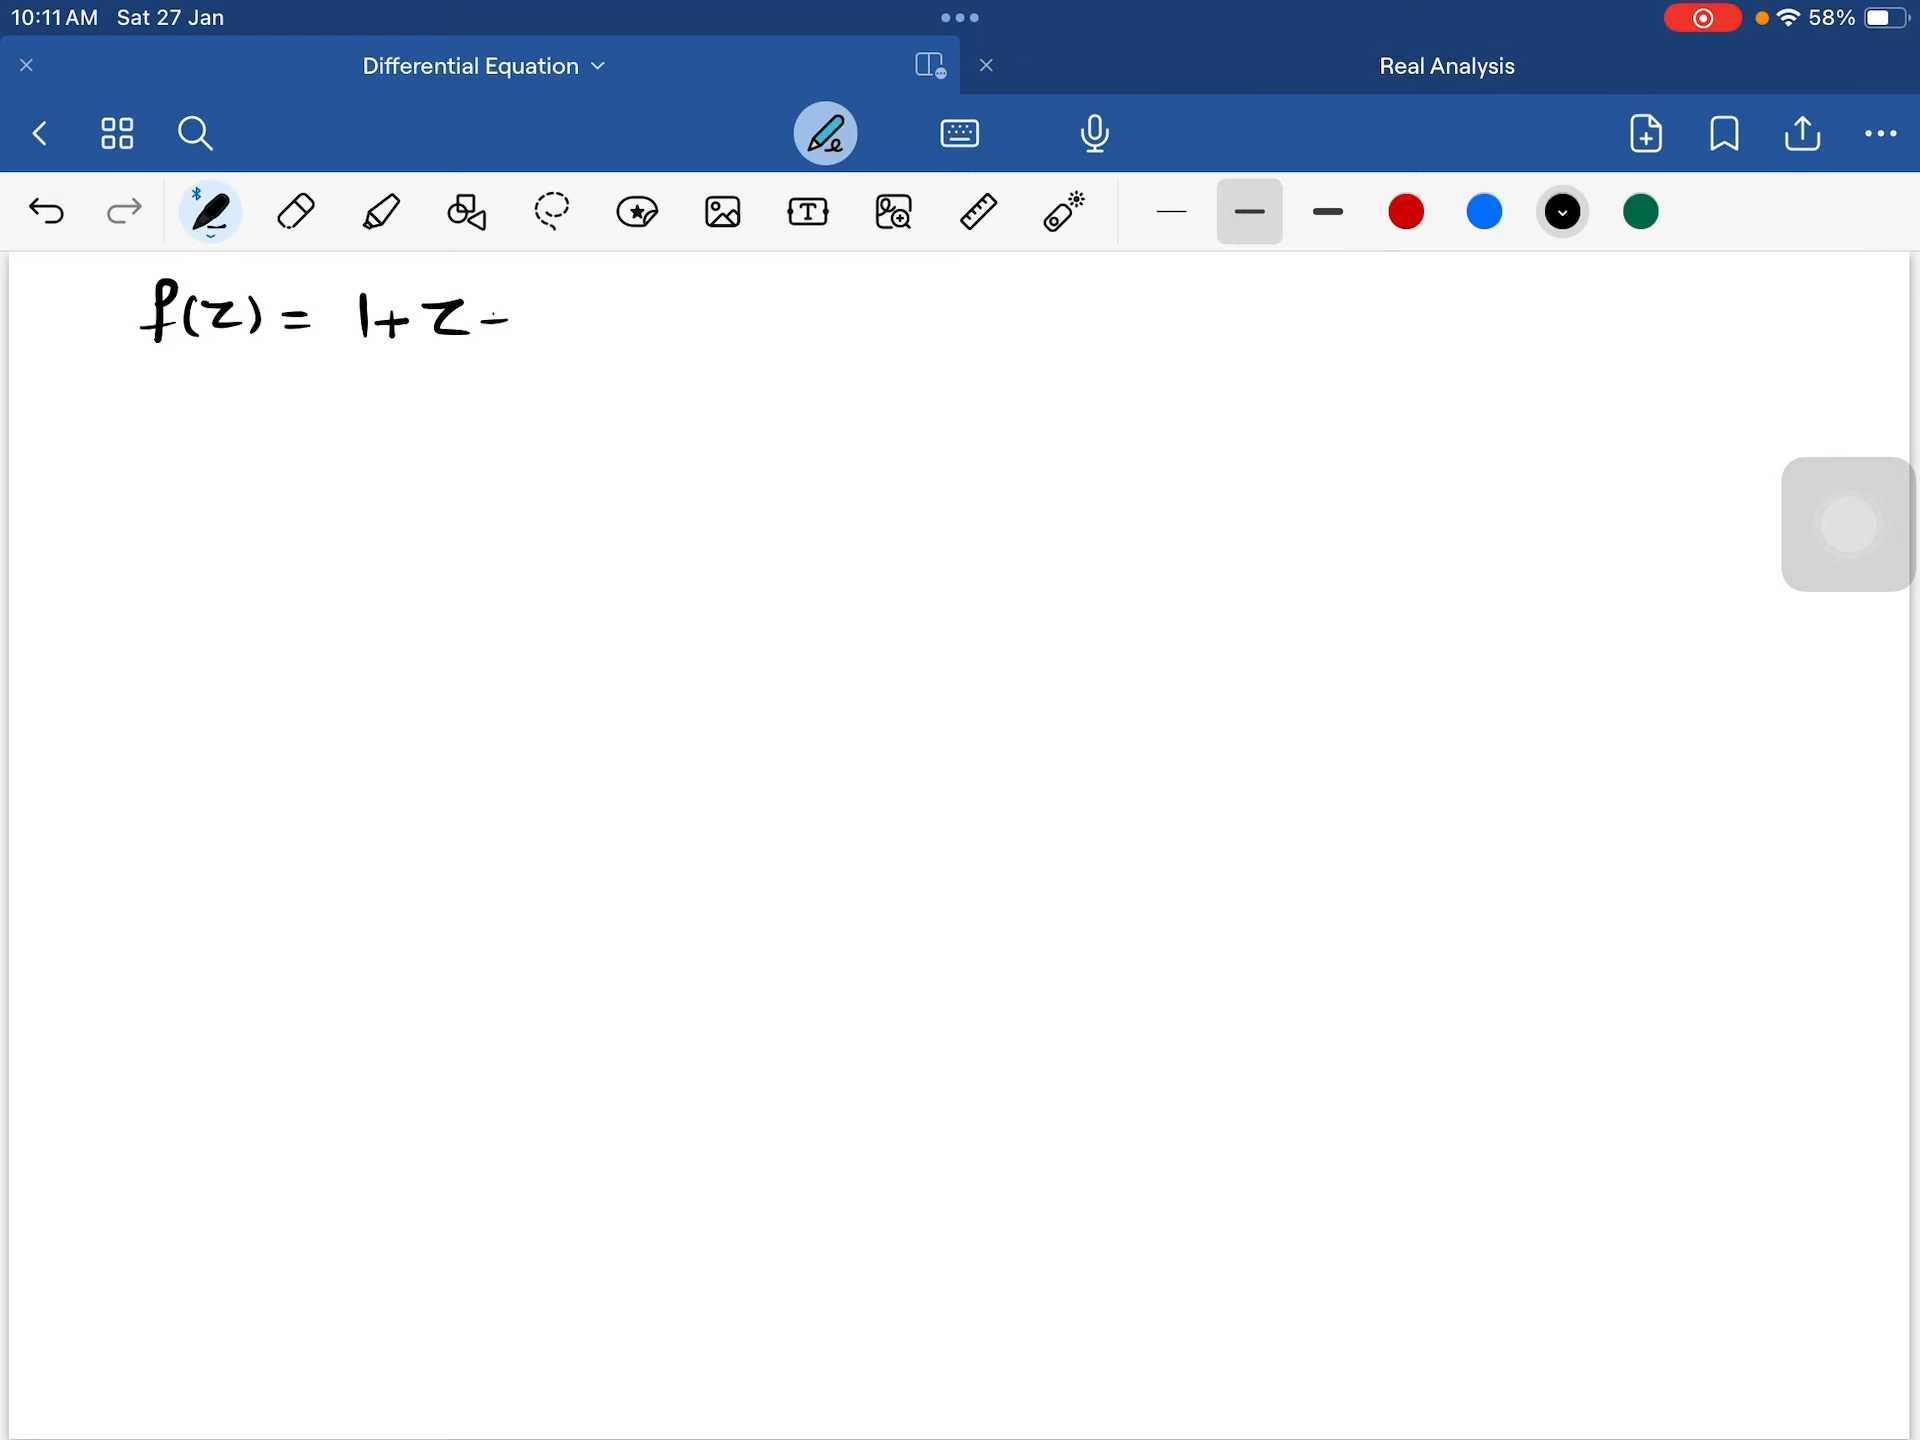 10:11 AM Sat 27 Jan 58%
Differential Equation Real Analysis
T
f(z) = 1+ z -